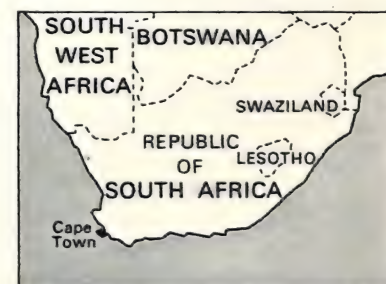 SOUTH
WEST
AFRICA
BOTSWANA
SWAZILAND
REPUBLIC
OF
SOUTH AFRICA
LESOTHO
Cape
Town